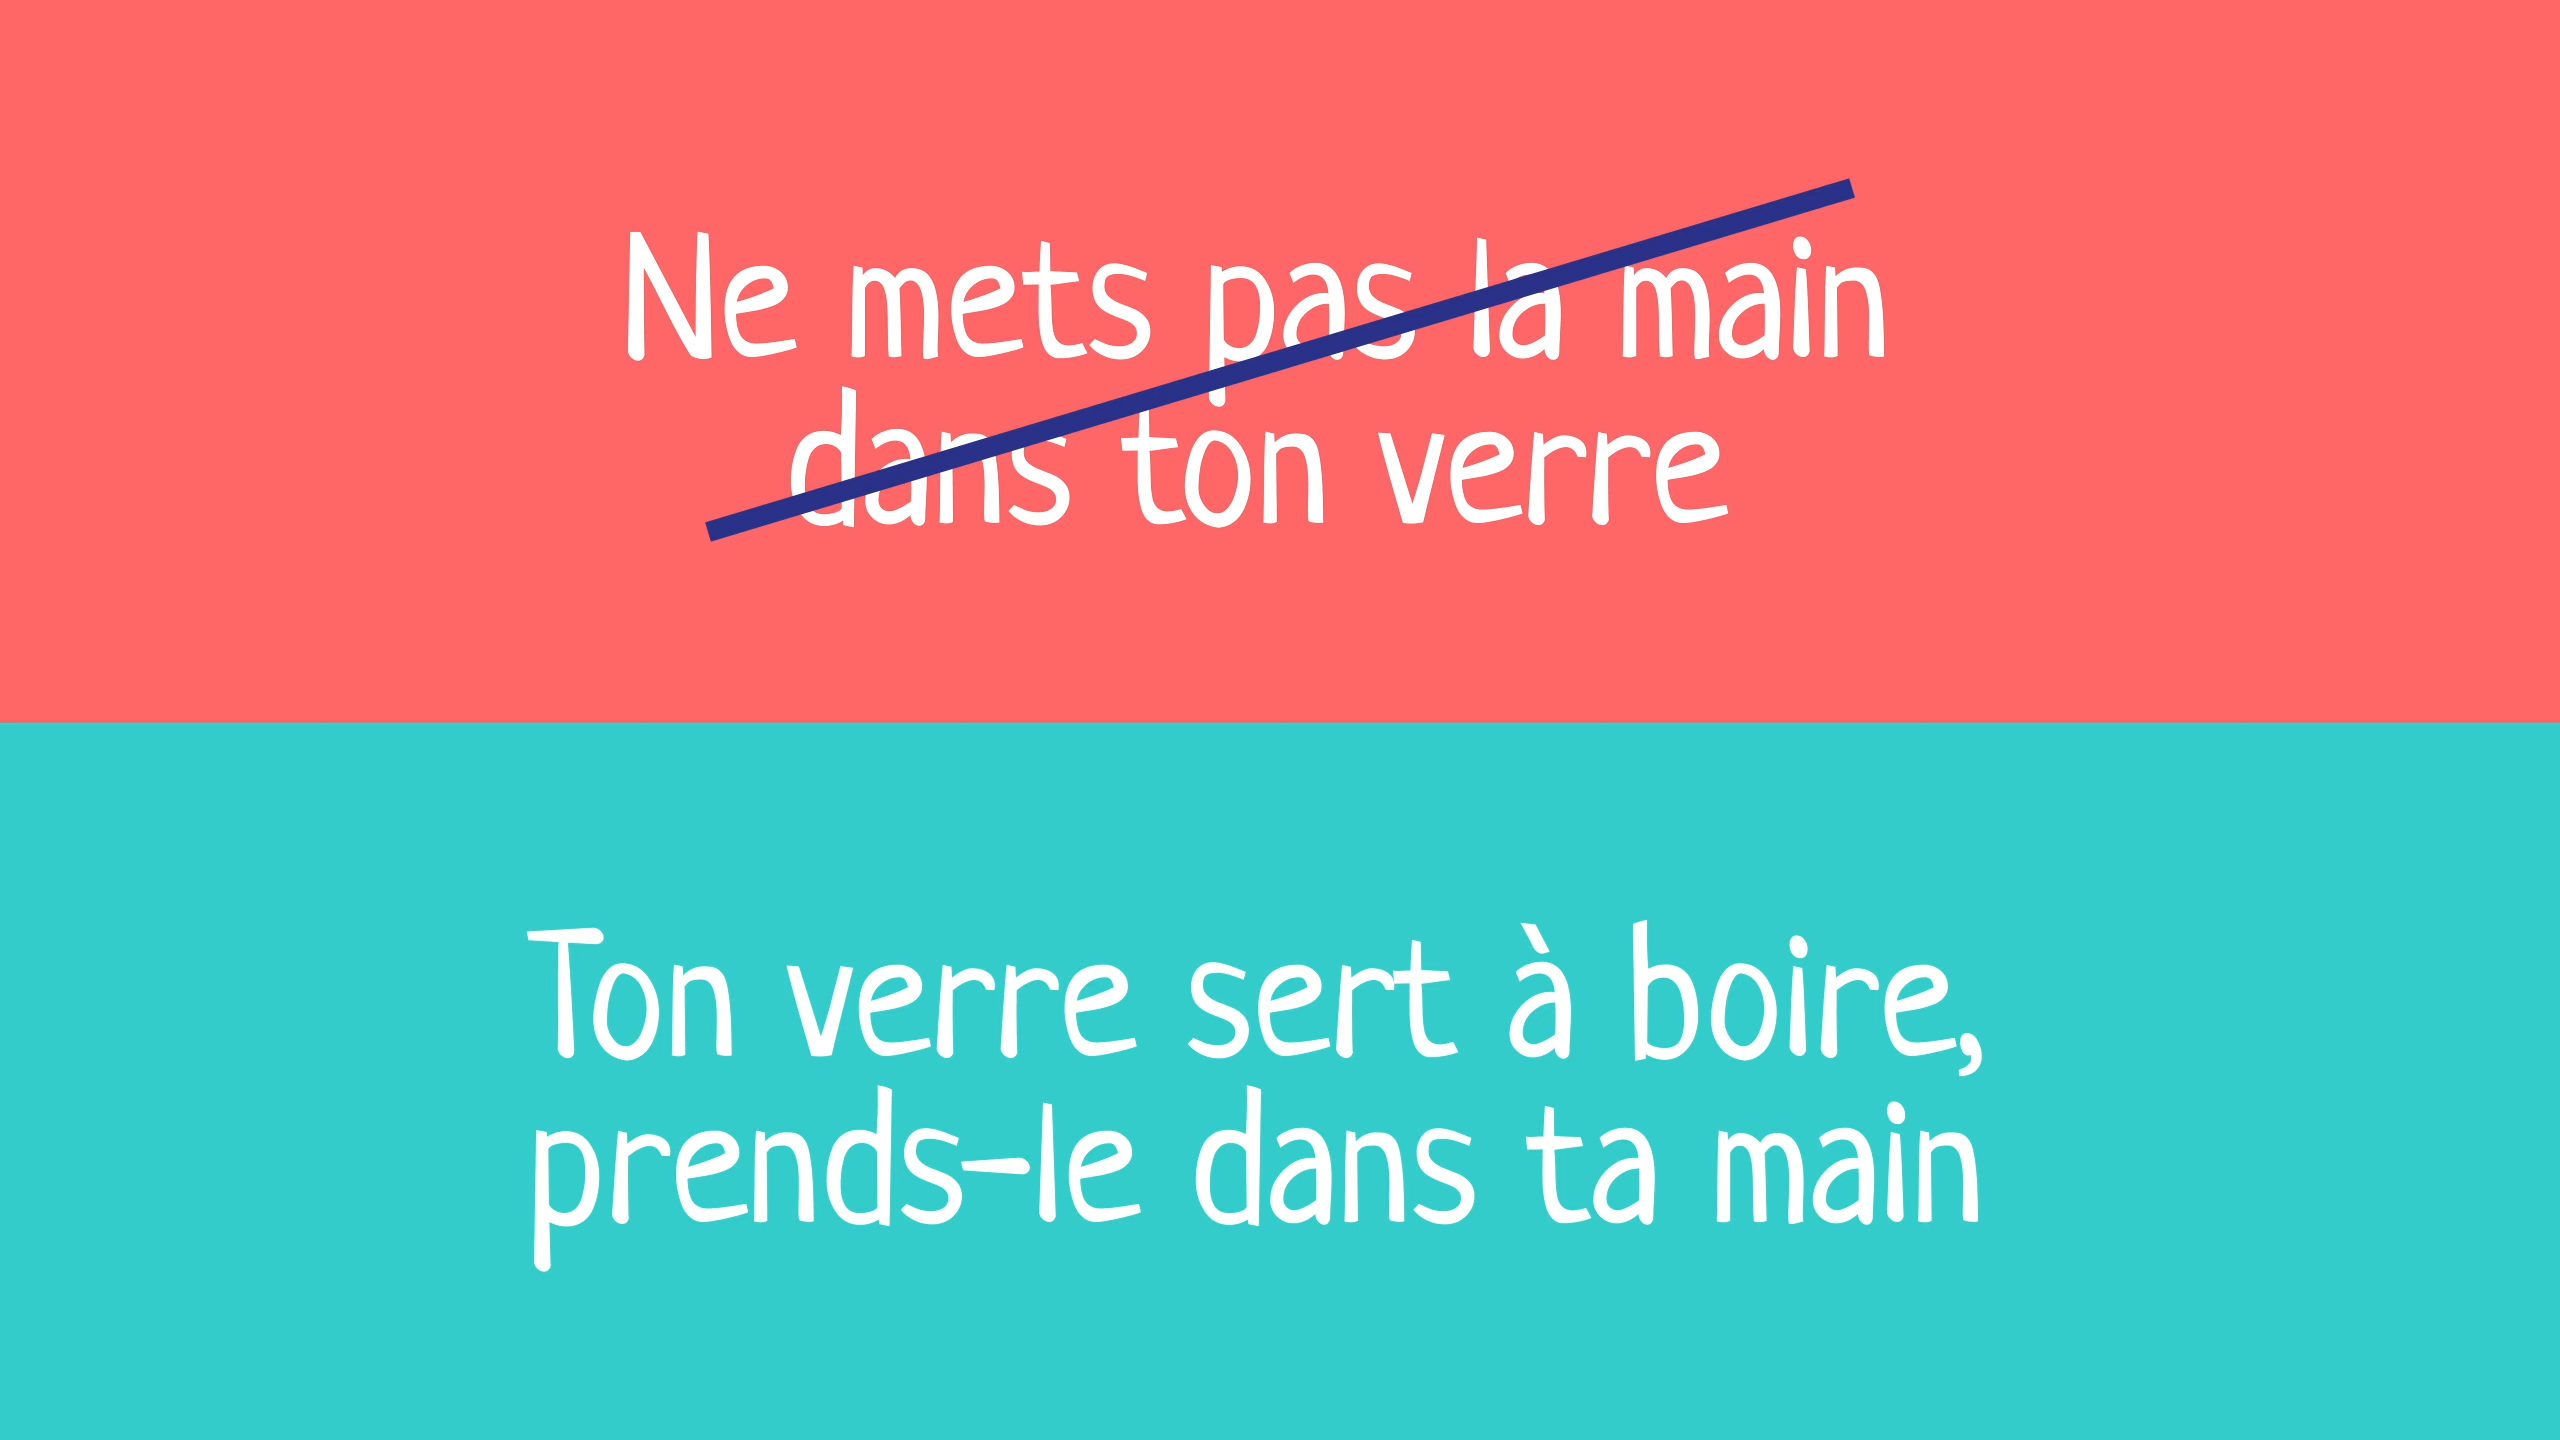 Ne mets pas la main
dans ton verre
Ton verre sert à boire,
prends-le dans ta main